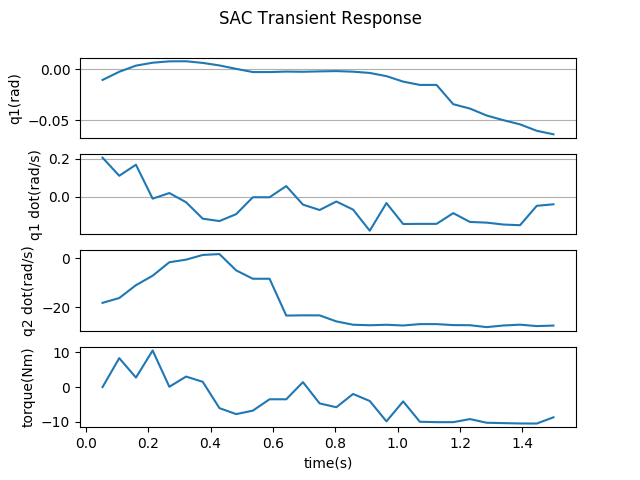 SAC Transient Response
0.00
−0.05
q1(rad)
0.2
0.0
q1 dot(rad/s)
0
−20
q2 dot(rad/s)
10
0
−10
torque(Nm)
0.0 0.2 0.4 0.6 0.8 1.0 1.2 1.4
time(s)